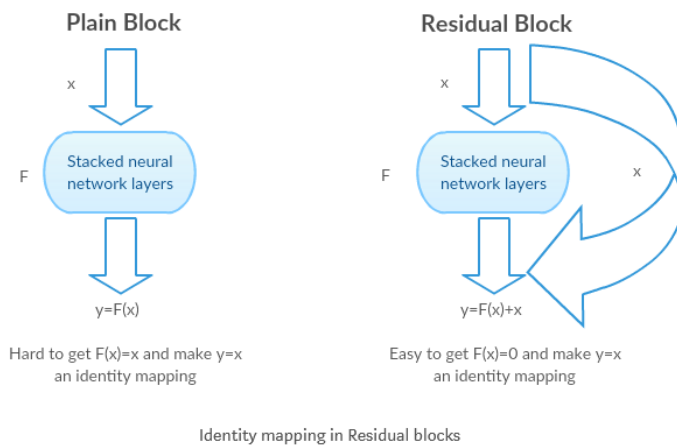 Plain Block
x
F
Stacked neural
network layers
y=F(x)
Hard to get F(x)=x and make y=x
an identity mapping
Residual Block
x
F
Stacked neural
network layers
x
y=F(x)+x
Easy to get F(x)=0 and make y=x
an identity mapping
Identity mapping in Residual blocks